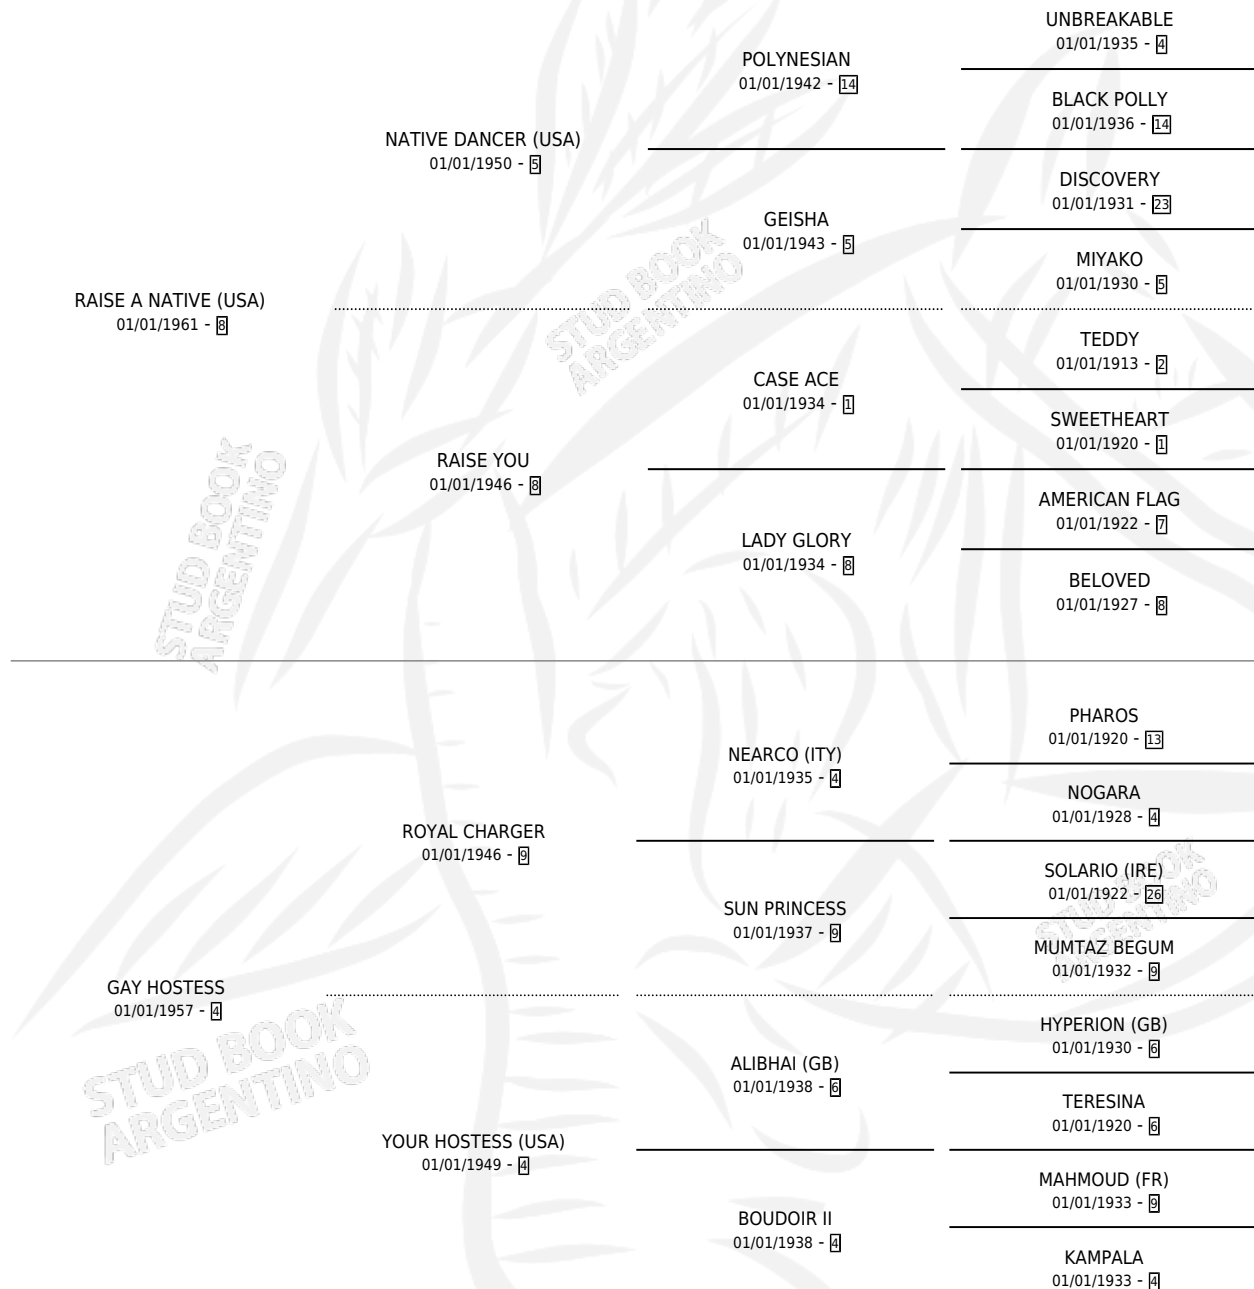 UNBREAKABLE
01/01/1935 - 4
POLYNESIAN
01/01/1942 - 14
BLACK POLLY
01/01/1936 - 14
NATIVE DANCER (USA)
01/01/1950 - 5
DISCOVERY
01/01/1931 - 23
GEISHA
01/01/1943 - 5
MIYAKO
01/01/1930 - 5
RAISE A NATIVE (USA)
01/01/1961 - 8
TEDDY
01/01/1913 - 2
CASE ACE
01/01/1934 - 1
SWEETHEART
01/01/1920 - 1
RAISE YOU
01/01/1946 - 8
AMERICAN FLAG
01/01/1922 - 7
LADY GLORY
01/01/1934 - 8
BELOVED
01/01/1927 - 8
PHAROS
01/01/1920 - 13
NEARCO (ITY)
01/01/1935 - 4
NOGARA
01/01/1928 - 4
ROYAL CHARGER
01/01/1946 - 9
SOLARIO (IRE)
01/01/1922 - 26
SUN PRINCESS
01/01/1937 - 9
MUMTAZ BEGUM
01/01/1932 - 9
GAY HOSTESS
01/01/1957 - 4
HYPERION (GB)
01/01/1930 - 6
ALIBHAI (GB)
01/01/1938 - 6
TERESINA
01/01/1920 - 6
YOUR HOSTESS (USA)
01/01/1949 - 4
MAHMOUD (FR)
01/01/1933 - 9
BOUDOIR II
01/01/1938 - 4
KAMPALA
01/01/1933 - 4
STUD BOOK
ARGENTINO
STUD BOOK
ARGENTINO
STUD BOOK
ARGENTINO
STUD BOOK
ARGENTINO